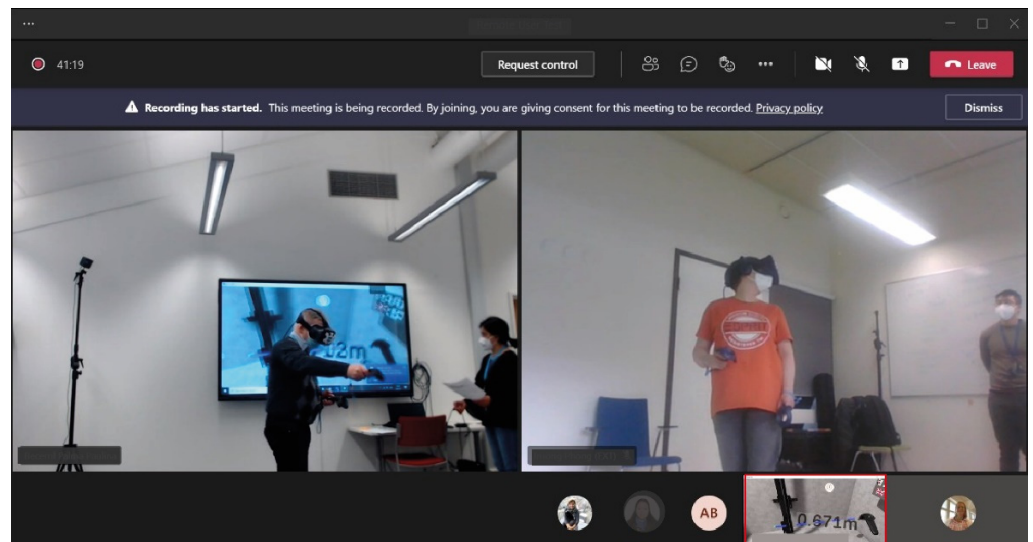 41:19
Request control
Leave
Recording has started. This meeting is being recorded. By joining, you are giving consent for this meeting to be recorded. Privacy policy
Dismiss
AB
0.671m